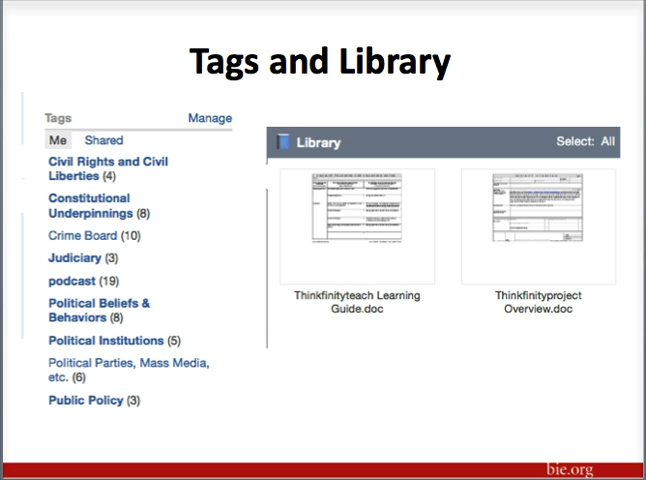 Tags and Library
Tags
Manage
Me
Shared
Civil Rights and Civil
Liberties (4)
Constitutional
Underpinnings (8)
Crime Board (10)
Judiciary (3)
podcast (19)
Political Beliefs &
Behaviors (8)
Political Institutions (5)
Political Parties, Mass Media,
etc. (6)
Public Policy (3)
Library
Select: All
Thinkfinityteach Learning
Guide.doc
Thinkfinityproject
Overview.doc
bie.org